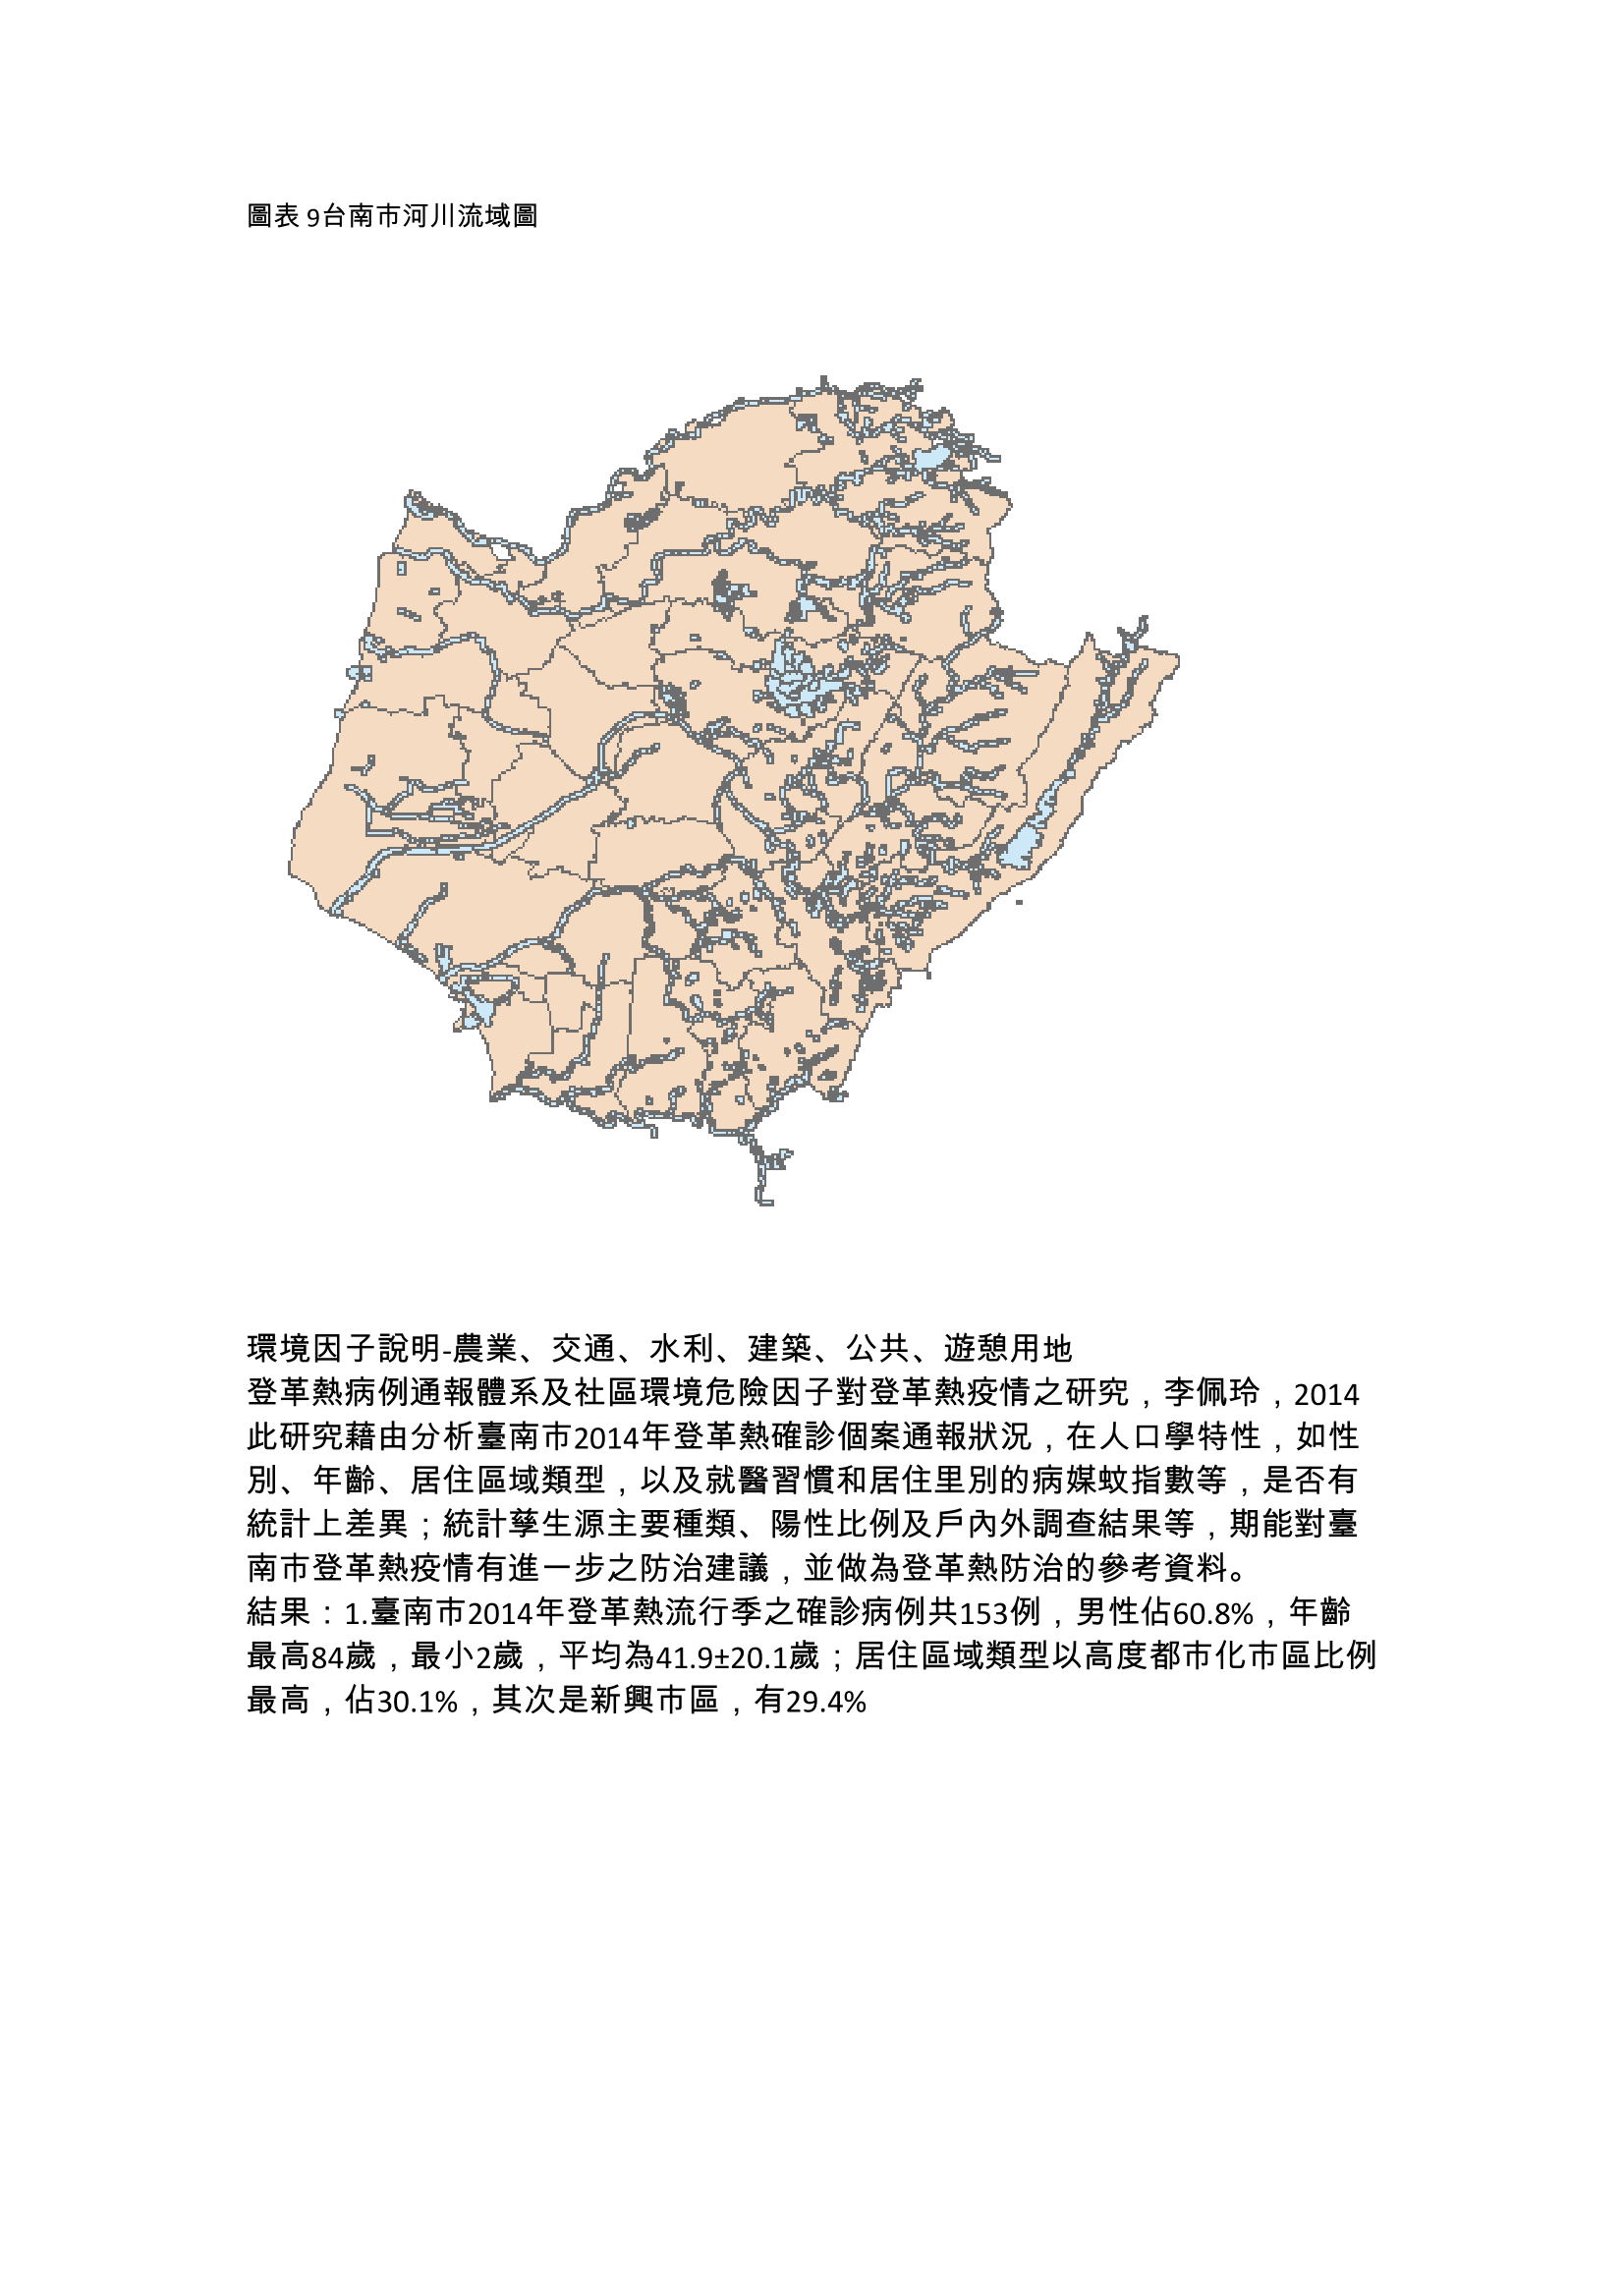 圖表 9台南市河川流域圖
環境因子說明-農業、交通、水利、建築、公共、遊憩用地
登革熱病例通報體系及社區環境危險因子對登革熱疫情之研究，李佩玲，2014
此研究藉由分析臺南市2014年登革熱確診個案通報狀況，在人口學特性，如性
別、年齡、居住區域類型，以及就醫習慣和居住里別的病媒蚊指數等，是否有
統計上差異；統計孳生源主要種類、陽性比例及戶內外調查結果等，期能對臺
南市登革熱疫情有進一步之防治建議，並做為登革熱防治的參考資料。
結果：1.臺南市2014年登革熱流行季之確診病例共153例，男性佔60.8%，年齡
最高84歲，最小2歲，平均為41.9±20.1歲；居住區域類型以高度都市化市區比例
最高，佔30.1%，其次是新興市區，有29.4%